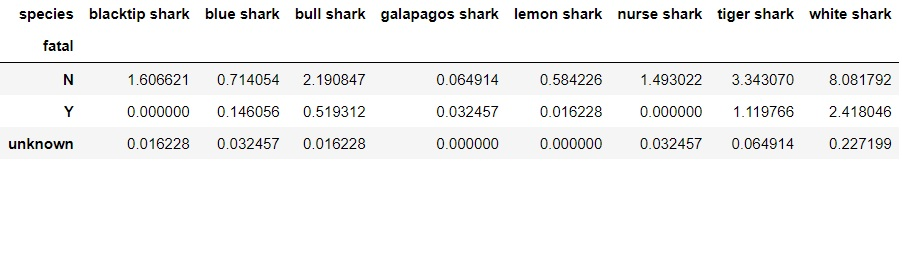 species blacktip shark blue shark bull shark galapagos shark lemon shark nurse shark tiger shark white shark
fatal
N 1.606621 0.714054 2.190847 0.064914 0.584226 1.493022 3.343070 8.081792
Y 0.000000 0.146056 0.519312 0.032457 0.016228 0.000000 1.119766 2.418046
unknown 0.016228 0.032457 0.016228 0.000000 0.000000 0.032457 0.064914 0.227199